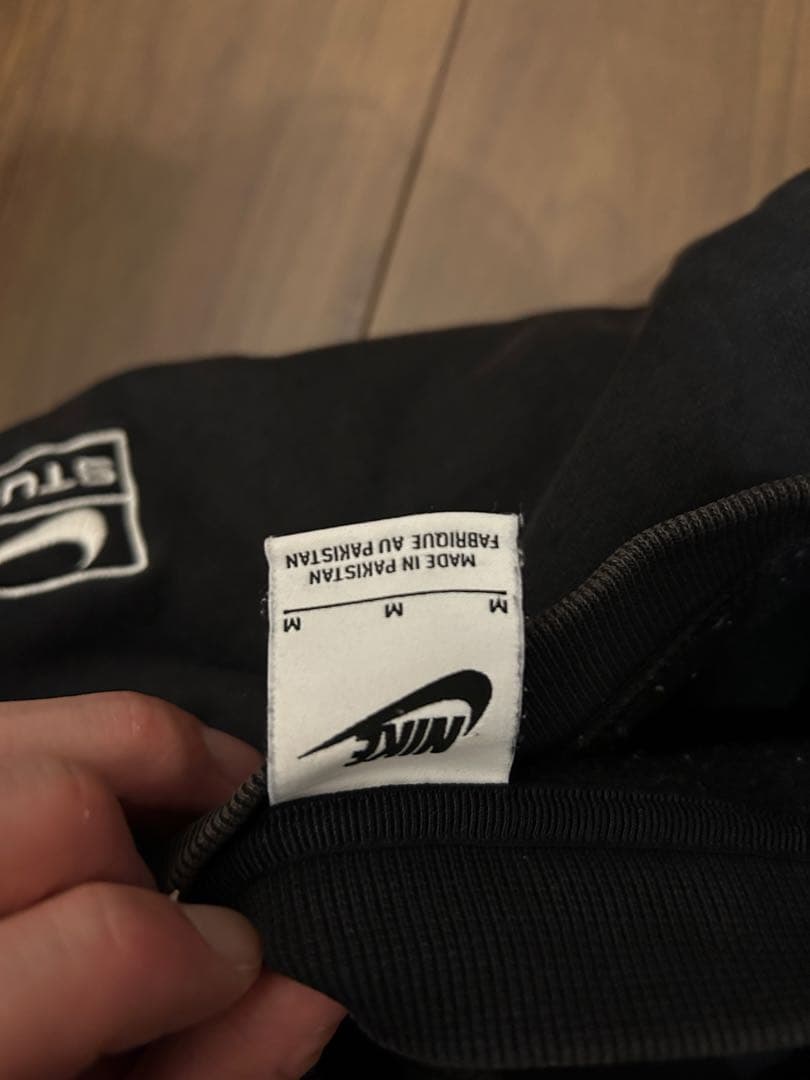 NIKE
M M M
MADE IN PAKISTAN
FABRIQUE AU PAKISTAN
STU